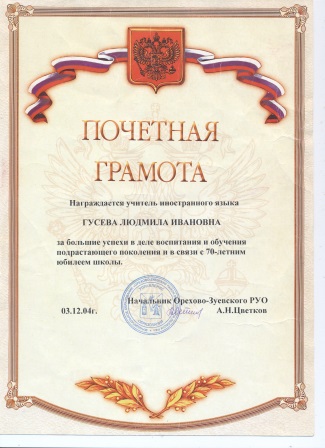 ПОЧЕТНАЯ
ГРАМОТА
Награждается учитель иностранного языка
ГУСЕВА ЛЮДМИЛА ИВАНОВНА
за большие успехи в деле воспитания и обучения
подрастающего поколения и в связи с 70-летним
юбилеем школы.
Начальник Орехово-Зуевского РУО
03.12.04г. А.Н.Цветков